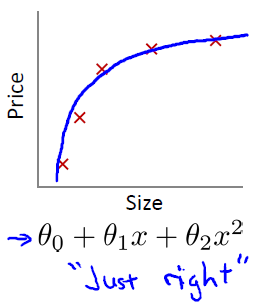 Price
Size
→ θ₀ + θ₁x + θ₂x²
"Just right"